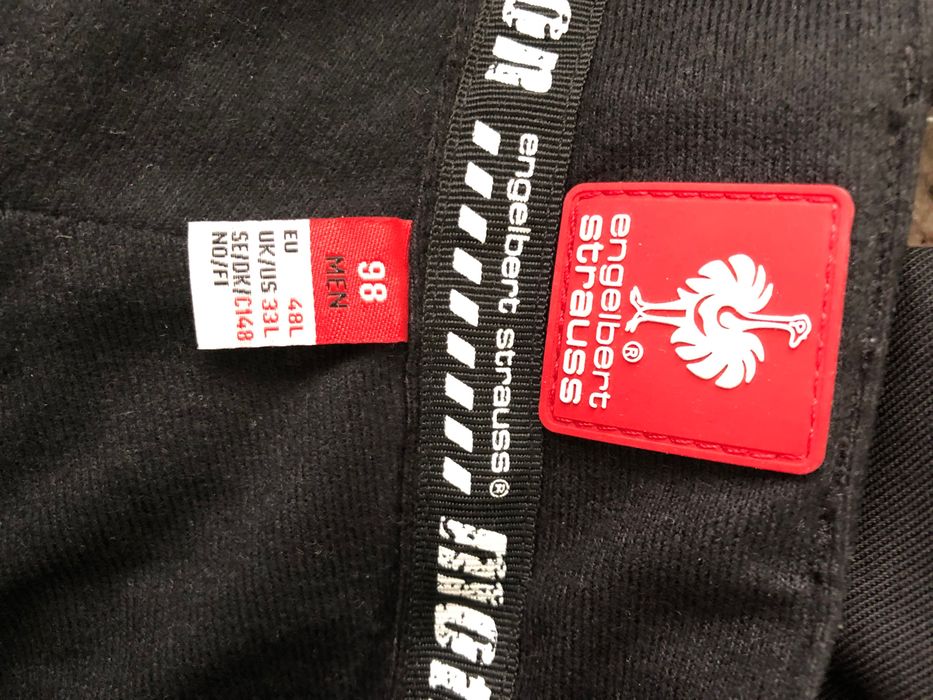 engelbert
strauss®
engelbert strauss®
98
MEN
EU 48L
UK/US 33L
SE/DK/C148
NO/FI